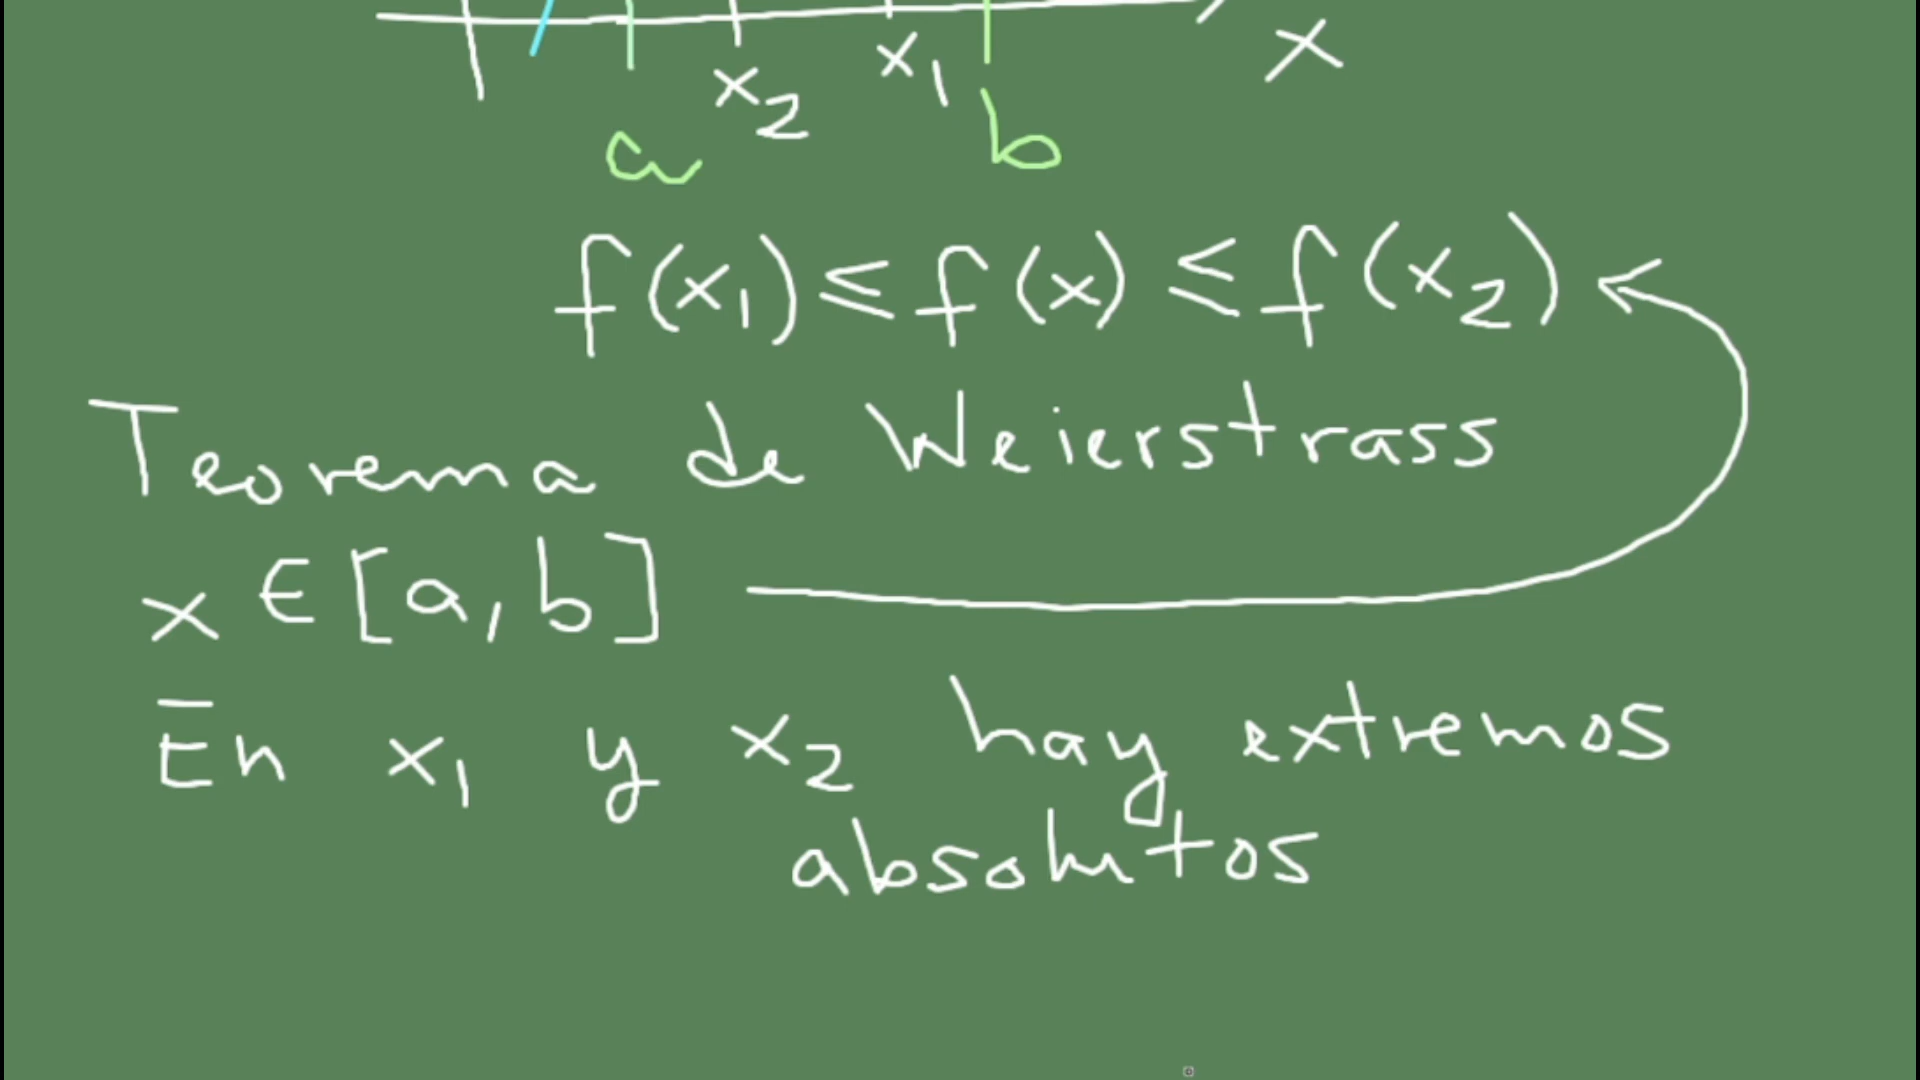 x₂ x₁ x
a b
f(x₁) ≤ f(x) ≤ f(x₂)
Teorema de Weierstrass
x ∈ [a, b]
En x₁ y x₂ hay extremos
absolutos